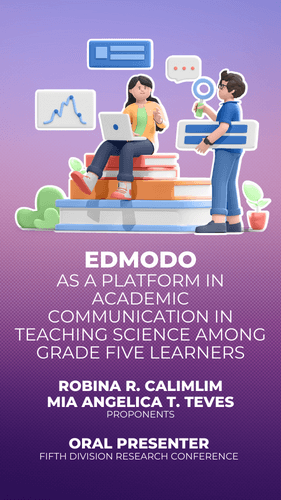 EDMODO
AS A PLATFORM IN
ACADEMIC
COMMUNICATION IN
TEACHING SCIENCE AMONG
GRADE FIVE LEARNERS
ROBINA R. CALIMLIM
MIA ANGELICA T. TEVES
PROPONENTS
ORAL PRESENTER
FIFTH DIVISION RESEARCH CONFERENCE